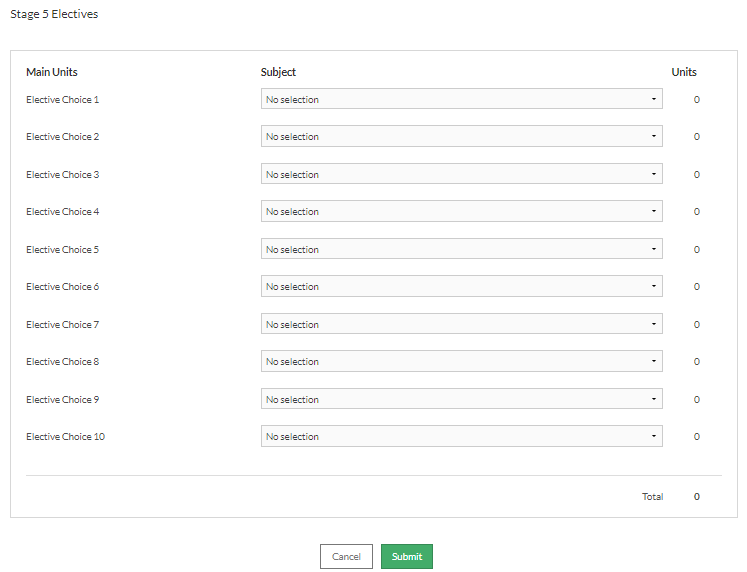 Stage 5 Electives
Main Units Subject Units
Elective Choice 1 No selection 0
Elective Choice 2 No selection 0
Elective Choice 3 No selection 0
Elective Choice 4 No selection 0
Elective Choice 5 No selection 0
Elective Choice 6 No selection 0
Elective Choice 7 No selection 0
Elective Choice 8 No selection 0
Elective Choice 9 No selection 0
Elective Choice 10 No selection 0
Total 0
Cancel Submit